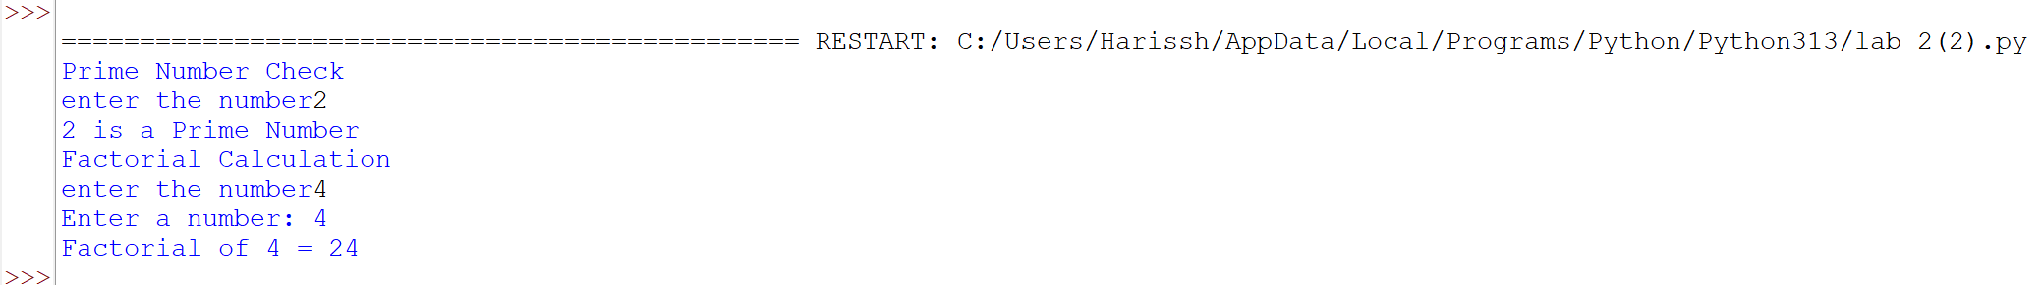 >>>
=============================================== RESTART: C:/Users/Harissh/AppData/Local/Programs/Python/Python313/lab 2(2).py
Prime Number Check
enter the number2
2 is a Prime Number
Factorial Calculation
enter the number4
Enter a number: 4
Factorial of 4 = 24
>>>